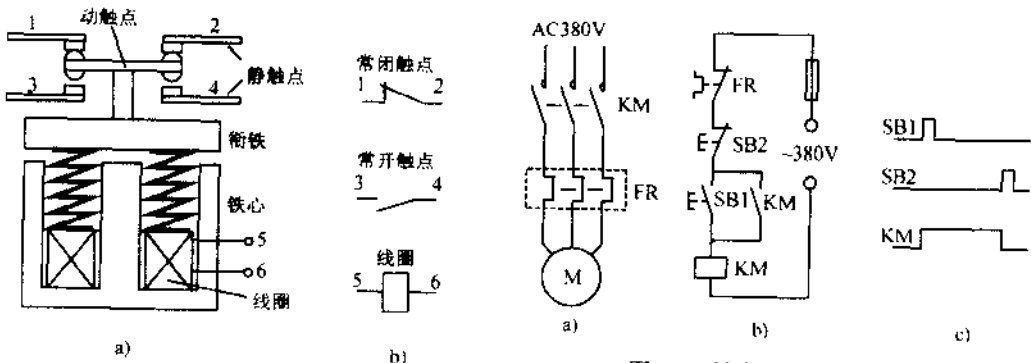 动触点
1
2
3
4
静触点
衔铁
铁心
5
6
线圈
a)
常闭触点
1 2
常开触点
3 4
线圈
5 6
b)
AC380V
KM
FR
M
a)
FR
SB2
~380V
SB1 KM
KM
b)
SB1
SB2
KM
c)